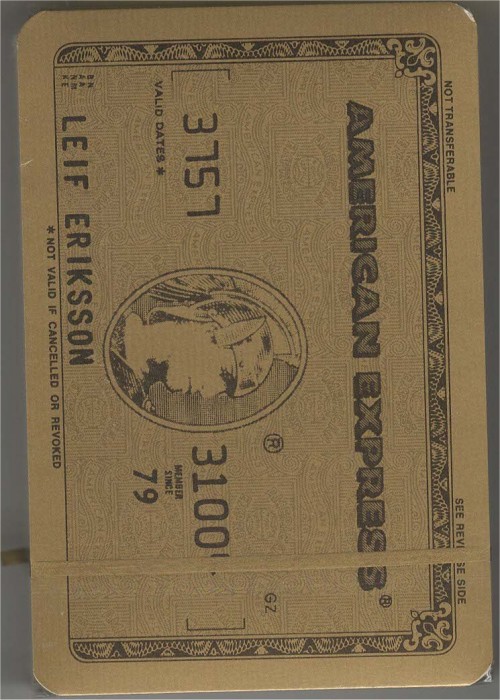 NOT TRANSFERABLE
SEE REVERSE SIDE
AMERICAN EXPRESS®
GZ
®
3757 3100
VALID DATES *
MEMBER
SINCE
79
LEIF ERIKSSON
* NOT VALID IF CANCELLED OR REVOKED